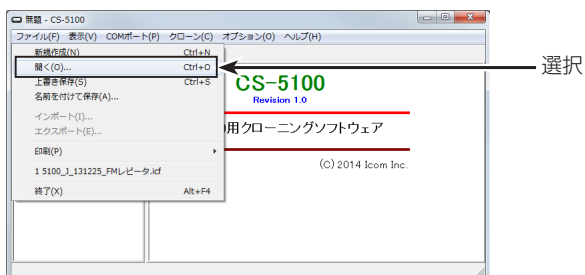 無題 - CS-5100
ファイル(F) 表示(V) COMポート(P) クローン(C) オプション(O) ヘルプ(H)
新規作成(N) Ctrl+N
開く(O)... Ctrl+O
選択
上書き保存(S) Ctrl+S
名前を付けて保存(A)...
CS-5100
Revision 1.0
インポート(I)...
エクスポート(E)...
用クローニングソフトウェア
印刷(P)
(C) 2014 Icom Inc.
1 5100_J_131225_FMレピータ.icf
終了(X) Alt+F4